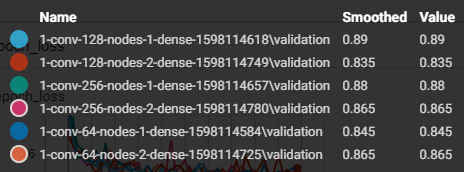 Name Smoothed Value
1-conv-128-nodes-1-dense-1598114618\validation 0.89 0.89
1-conv-128-nodes-2-dense-1598114749\validation 0.835 0.835
1-conv-256-nodes-1-dense-1598114657\validation 0.88 0.88
1-conv-256-nodes-2-dense-1598114780\validation 0.865 0.865
1-conv-64-nodes-1-dense-1598114584\validation 0.845 0.845
1-conv-64-nodes-2-dense-1598114725\validation 0.865 0.865